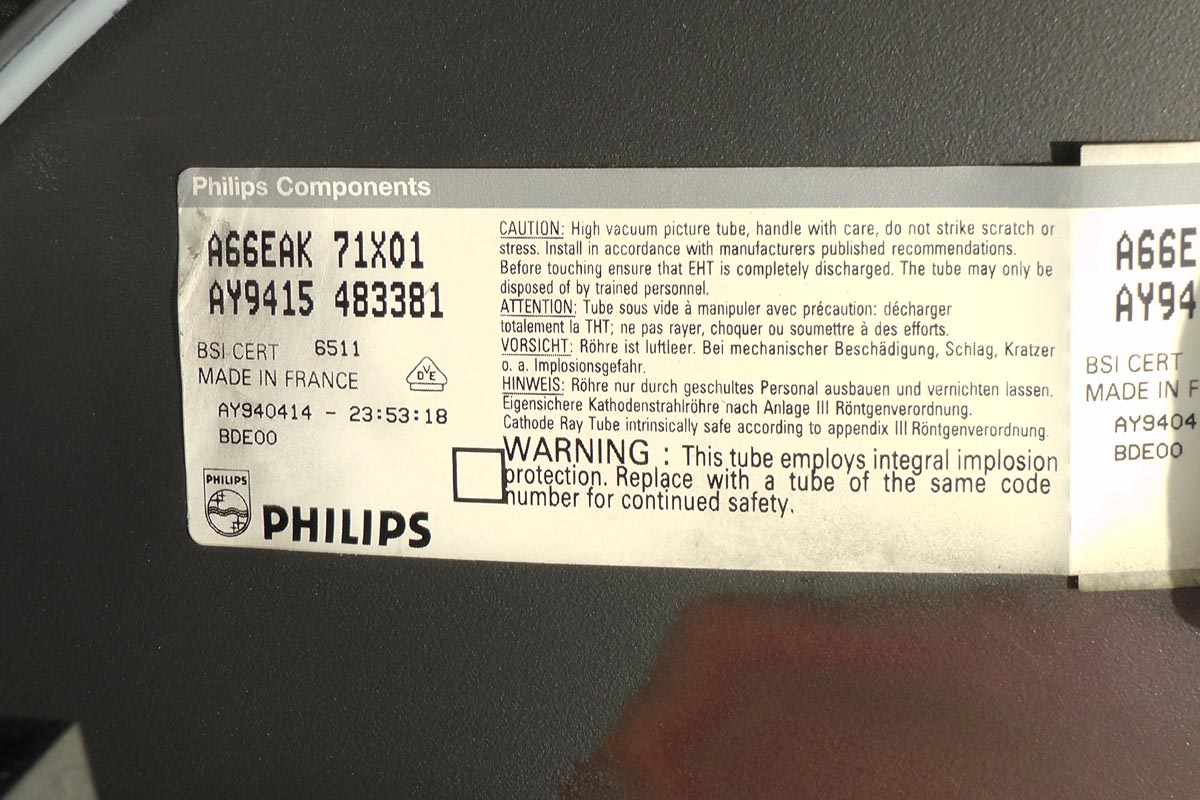 Philips Components
A66EAK 71X01
AY9415 483381
BSI CERT 6511
MADE IN FRANCE
DVE
AY940414 - 23:53:18
BDE00
PHILIPS
PHILIPS
CAUTION: High vacuum picture tube, handle with care, do not strike scratch or
stress. Install in accordance with manufacturers published recommendations.
Before touching ensure that EHT is completely discharged. The tube may only be
disposed of by trained personnel.
ATTENTION: Tube sous vide à manipuler avec précaution: décharger
totalement la THT; ne pas rayer, choquer ou soumettre à des efforts.
VORSICHT: Röhre ist luftleer. Bei mechanischer Beschädigung, Schlag, Kratzer
o. a. Implosionsgefahr.
HINWEIS: Röhre nur durch geschultes Personal ausbauen und vernichten lassen.
Eigensichere Kathodenstrahlröhre nach Anlage III Röntgenverordnung.
Cathode Ray Tube intrinsically safe according to appendix III Röntgenverordnung.
WARNING : This tube employs integral implosion
protection. Replace with a tube of the same code
number for continued safety.
A66E
AY94
BSI CERT
MADE IN F
AY9404
BDE00